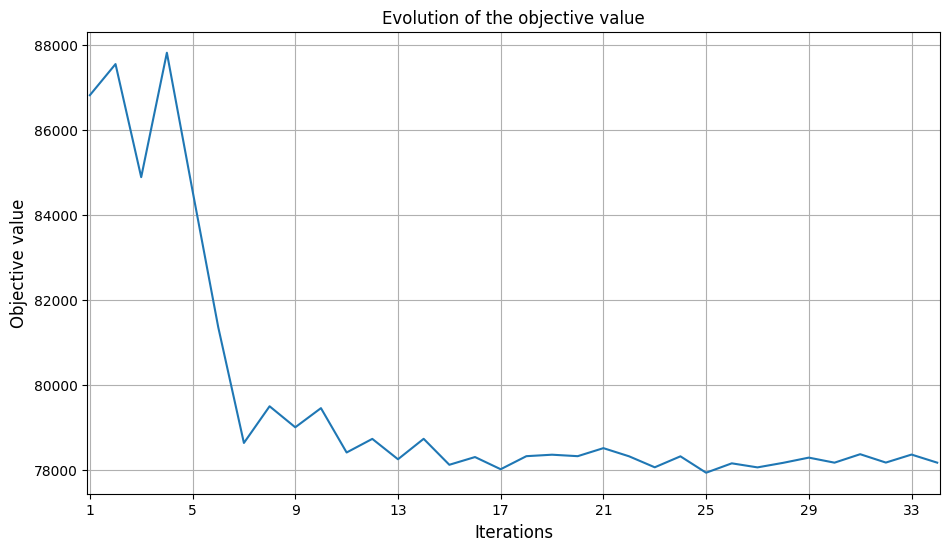 Evolution of the objective value
88000
86000
84000
82000
80000
78000
Objective value
1 5 9 13 17 21 25 29 33
Iterations